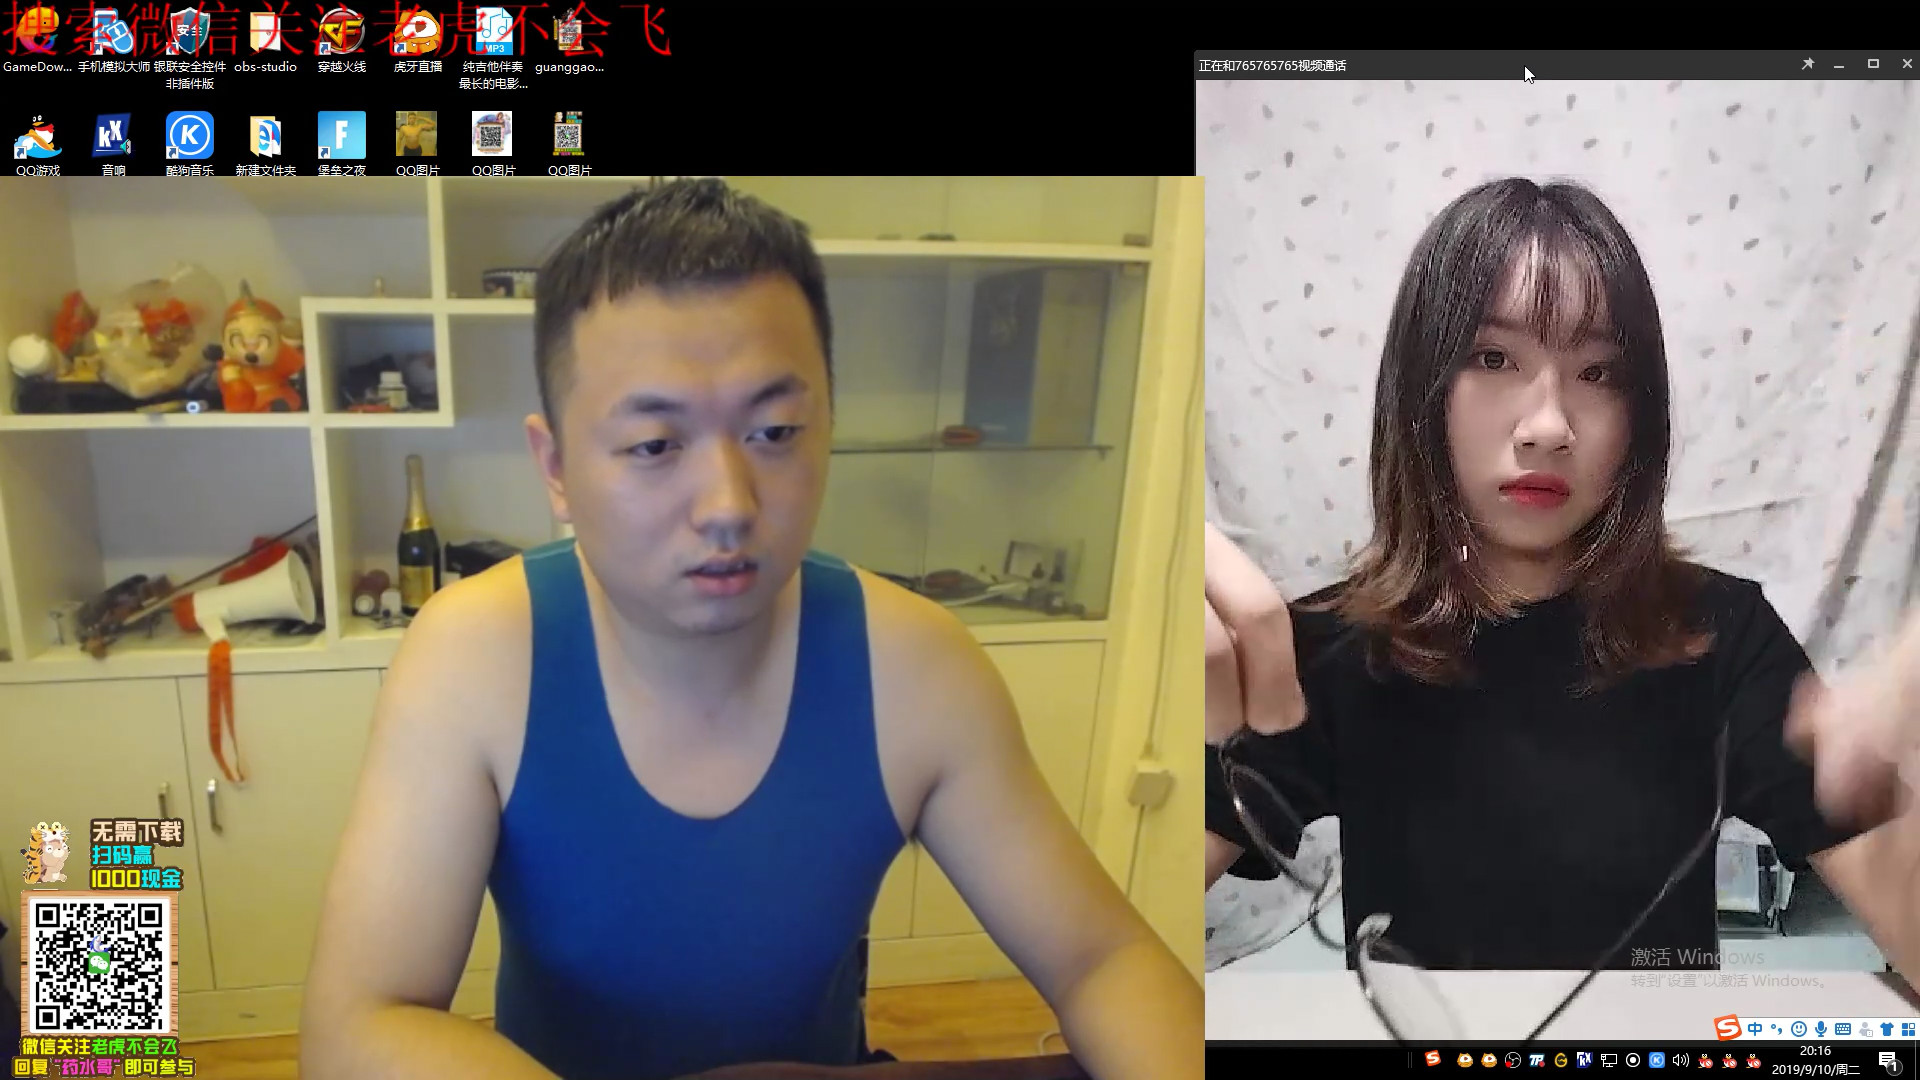 搜索微信关注老虎不会飞
GameDow...
手机模拟大师
银联安全控件
非插件版
obs-studio
穿越火线
虎牙直播
纯吉他伴奏
最长的电影...
guanggao...
安全
CF
MP3
QQ游戏
音响
酷狗音乐
新建文件夹
堡垒之夜
QQ图片
QQ图片
QQ图片
KX
K
F
正在和765765765视频通话
无需下载
扫码赢
1000现金
微信关注老虎不会飞
回复"药水哥"即可参与
激活 Windows
转到"设置"以激活 Windows。
中
20:16
2019/9/10/周二
1